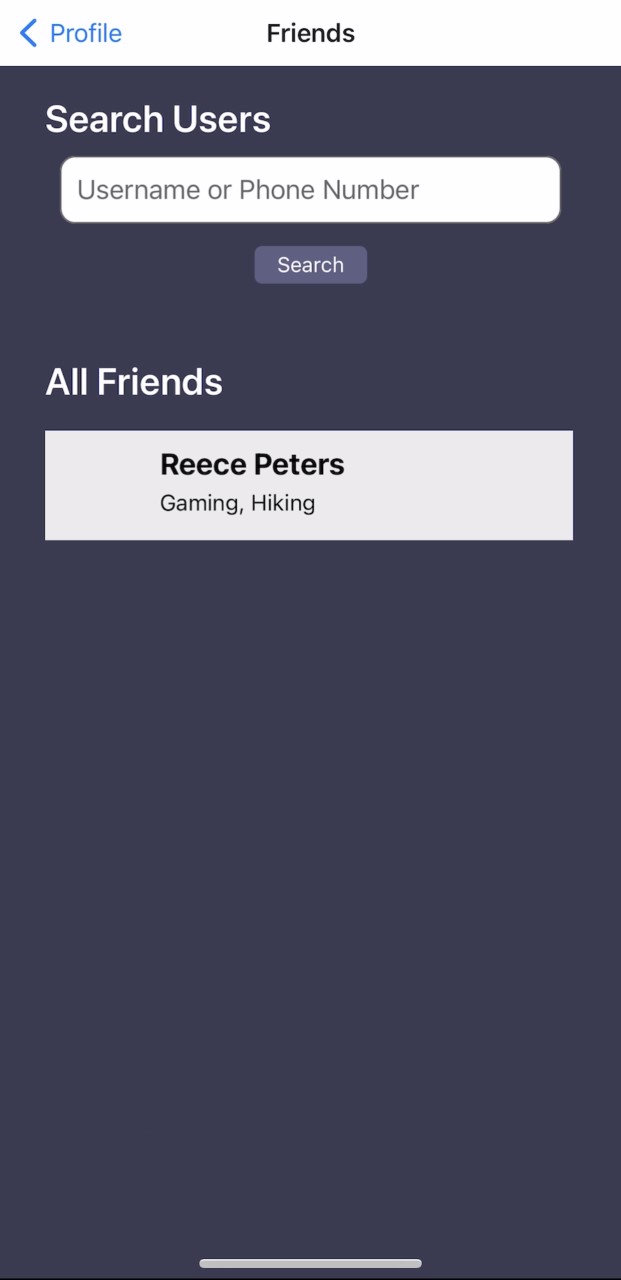 Profile
Friends
Search Users
Username or Phone Number
Search
All Friends
Reece Peters
Gaming, Hiking